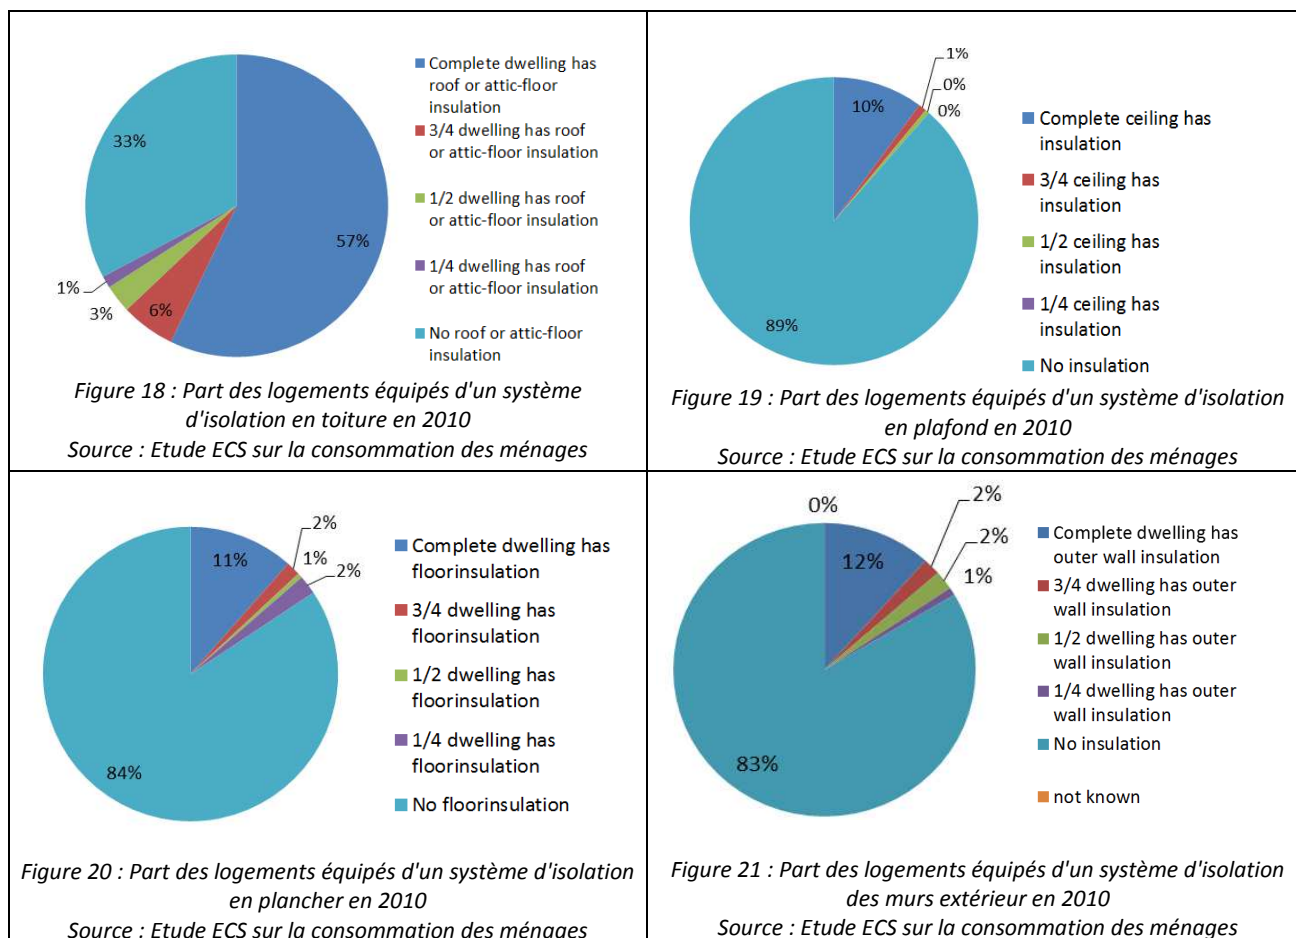 Complete dwelling has
roof or attic-floor
insulation
3/4 dwelling has roof
or attic-floor insulation
1/2 dwelling has roof
or attic-floor insulation
1/4 dwelling has roof
or attic-floor insulation
No roof or attic-floor
insulation
33%
57%
1%
3%
6%
Figure 18 : Part des logements équipés d'un système
d'isolation en toiture en 2010
Source : Etude ECS sur la consommation des ménages
1%
0%
0%
10%
89%
Complete ceiling has
insulation
3/4 ceiling has
insulation
1/2 ceiling has
insulation
1/4 ceiling has
insulation
No insulation
Figure 19 : Part des logements équipés d'un système d'isolation
en plafond en 2010
Source : Etude ECS sur la consommation des ménages
2%
1%
2%
11%
84%
Complete dwelling has
floorinsulation
3/4 dwelling has
floorinsulation
1/2 dwelling has
floorinsulation
1/4 dwelling has
floorinsulation
No floorinsulation
Figure 20 : Part des logements équipés d'un système d'isolation
en plancher en 2010
Source : Etude ECS sur la consommation des ménages
0%
2%
2%
1%
12%
83%
Complete dwelling has
outer wall insulation
3/4 dwelling has outer
wall insulation
1/2 dwelling has outer
wall insulation
1/4 dwelling has outer
wall insulation
No insulation
not known
Figure 21 : Part des logements équipés d'un système d'isolation
des murs extérieur en 2010
Source : Etude ECS sur la consommation des ménages